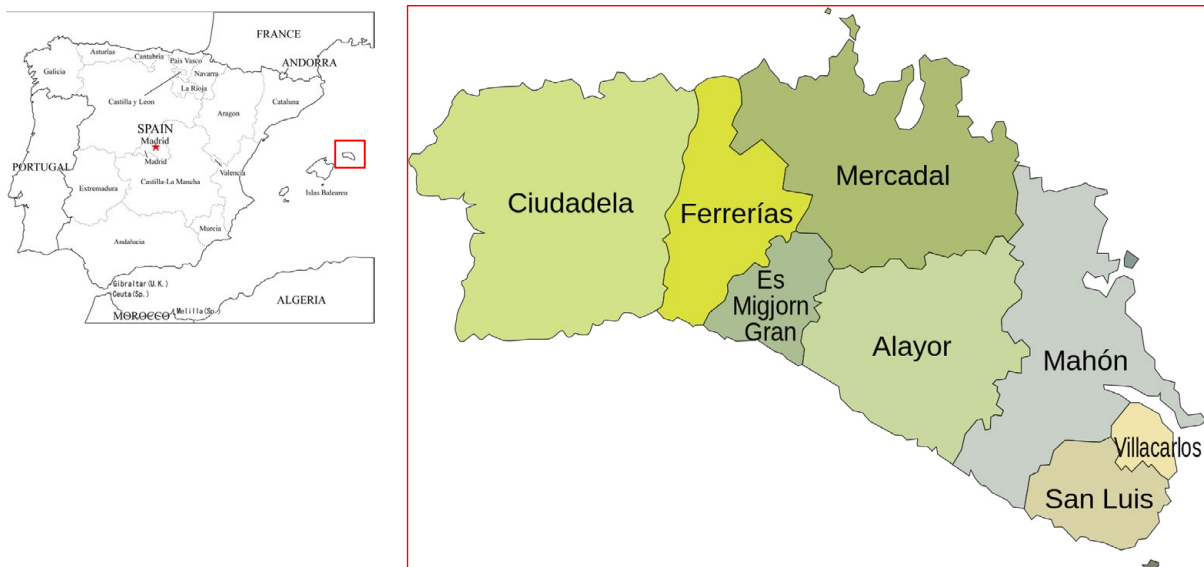 FRANCE
ANDORRA
Asturias
Cantabria
Pais Vasco
Navarra
Galicia
La Rioja
Castilla y Leon
Aragon
Cataluna
SPAIN
Madrid
Madrid
PORTUGAL
Valencia
Extremadura
Castilla-La Mancha
Islas Balearea
Murcia
Andalucia
Gibraltar(U.K.)
Ceuta(Sp.)
Melilla(Sp.)
MOROCCO
ALGERIA
Ciudadela
Ferrerías
Mercadal
Es
Migjorn
Gran
Alayor
Mahón
Villacarlos
San Luis